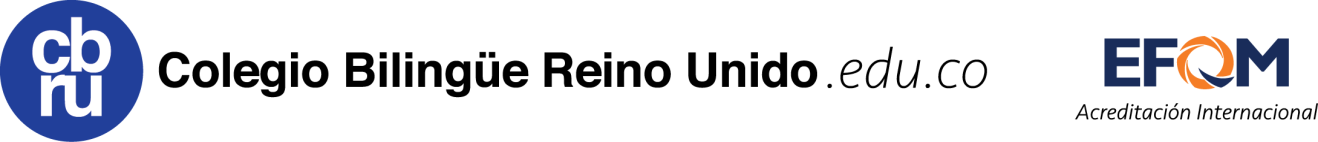 cb
ru
Colegio Bilingüe Reino Unido.edu.co
EFQM
Acreditación Internacional